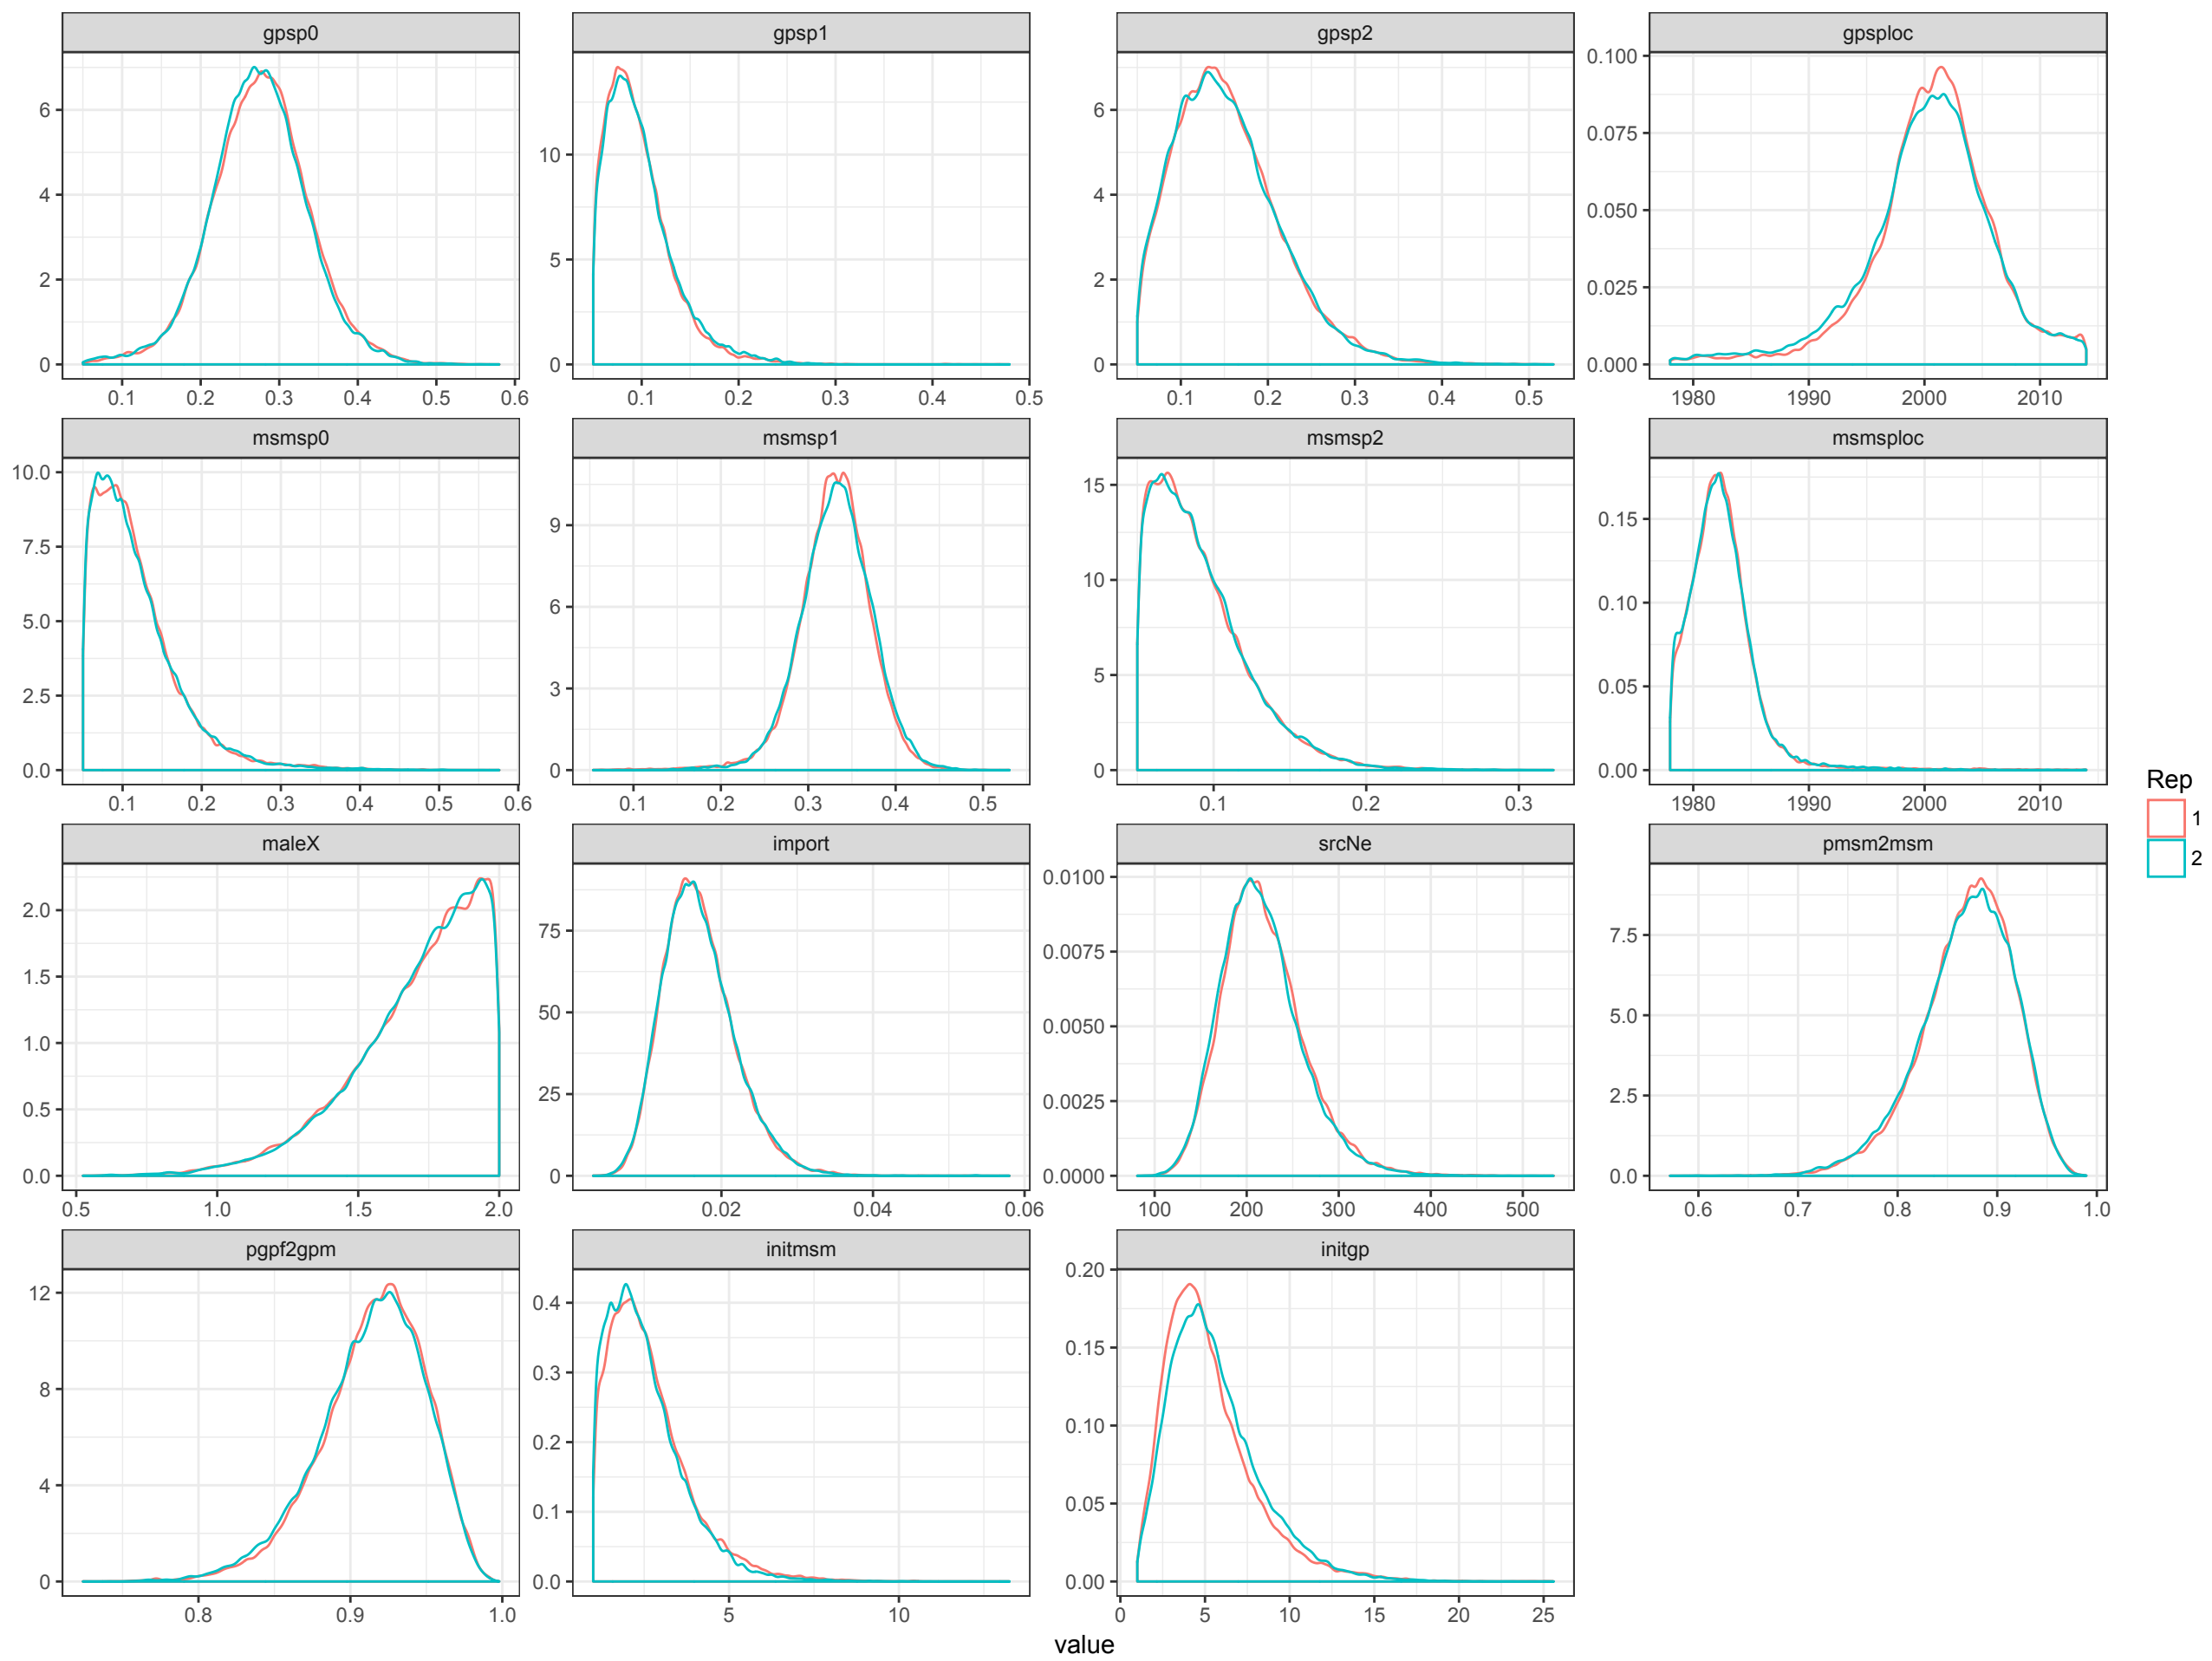 gpsp0 gpsp1 gpsp2 gpsploc
0 2 4 6
0.1 0.2 0.3 0.4 0.5 0.6
0 5 10
0.1 0.2 0.3 0.4 0.5
0 2 4 6
0.1 0.2 0.3 0.4 0.5
0.000 0.025 0.050 0.075 0.100
1980 1990 2000 2010
msmsp0 msmsp1 msmsp2 msmsploc
0.0 2.5 5.0 7.5 10.0
0.1 0.2 0.3 0.4 0.5 0.6
0 3 6 9
0.1 0.2 0.3 0.4 0.5
0 5 10 15
0.1 0.2 0.3
0.00 0.05 0.10 0.15
1980 1990 2000 2010
maleX import srcNe pmsm2msm
0.0 0.5 1.0 1.5 2.0
0.5 1.0 1.5 2.0
0 25 50 75
0.02 0.04 0.06
0.0000 0.0025 0.0050 0.0075 0.0100
100 200 300 400 500
0.0 2.5 5.0 7.5
0.6 0.7 0.8 0.9 1.0
pgpf2gpm initmsm initgp
0 4 8 12
0.8 0.9 1.0
0.0 0.1 0.2 0.3 0.4
5 10
0.00 0.05 0.10 0.15 0.20
0 5 10 15 20 25
value
Rep
1
2